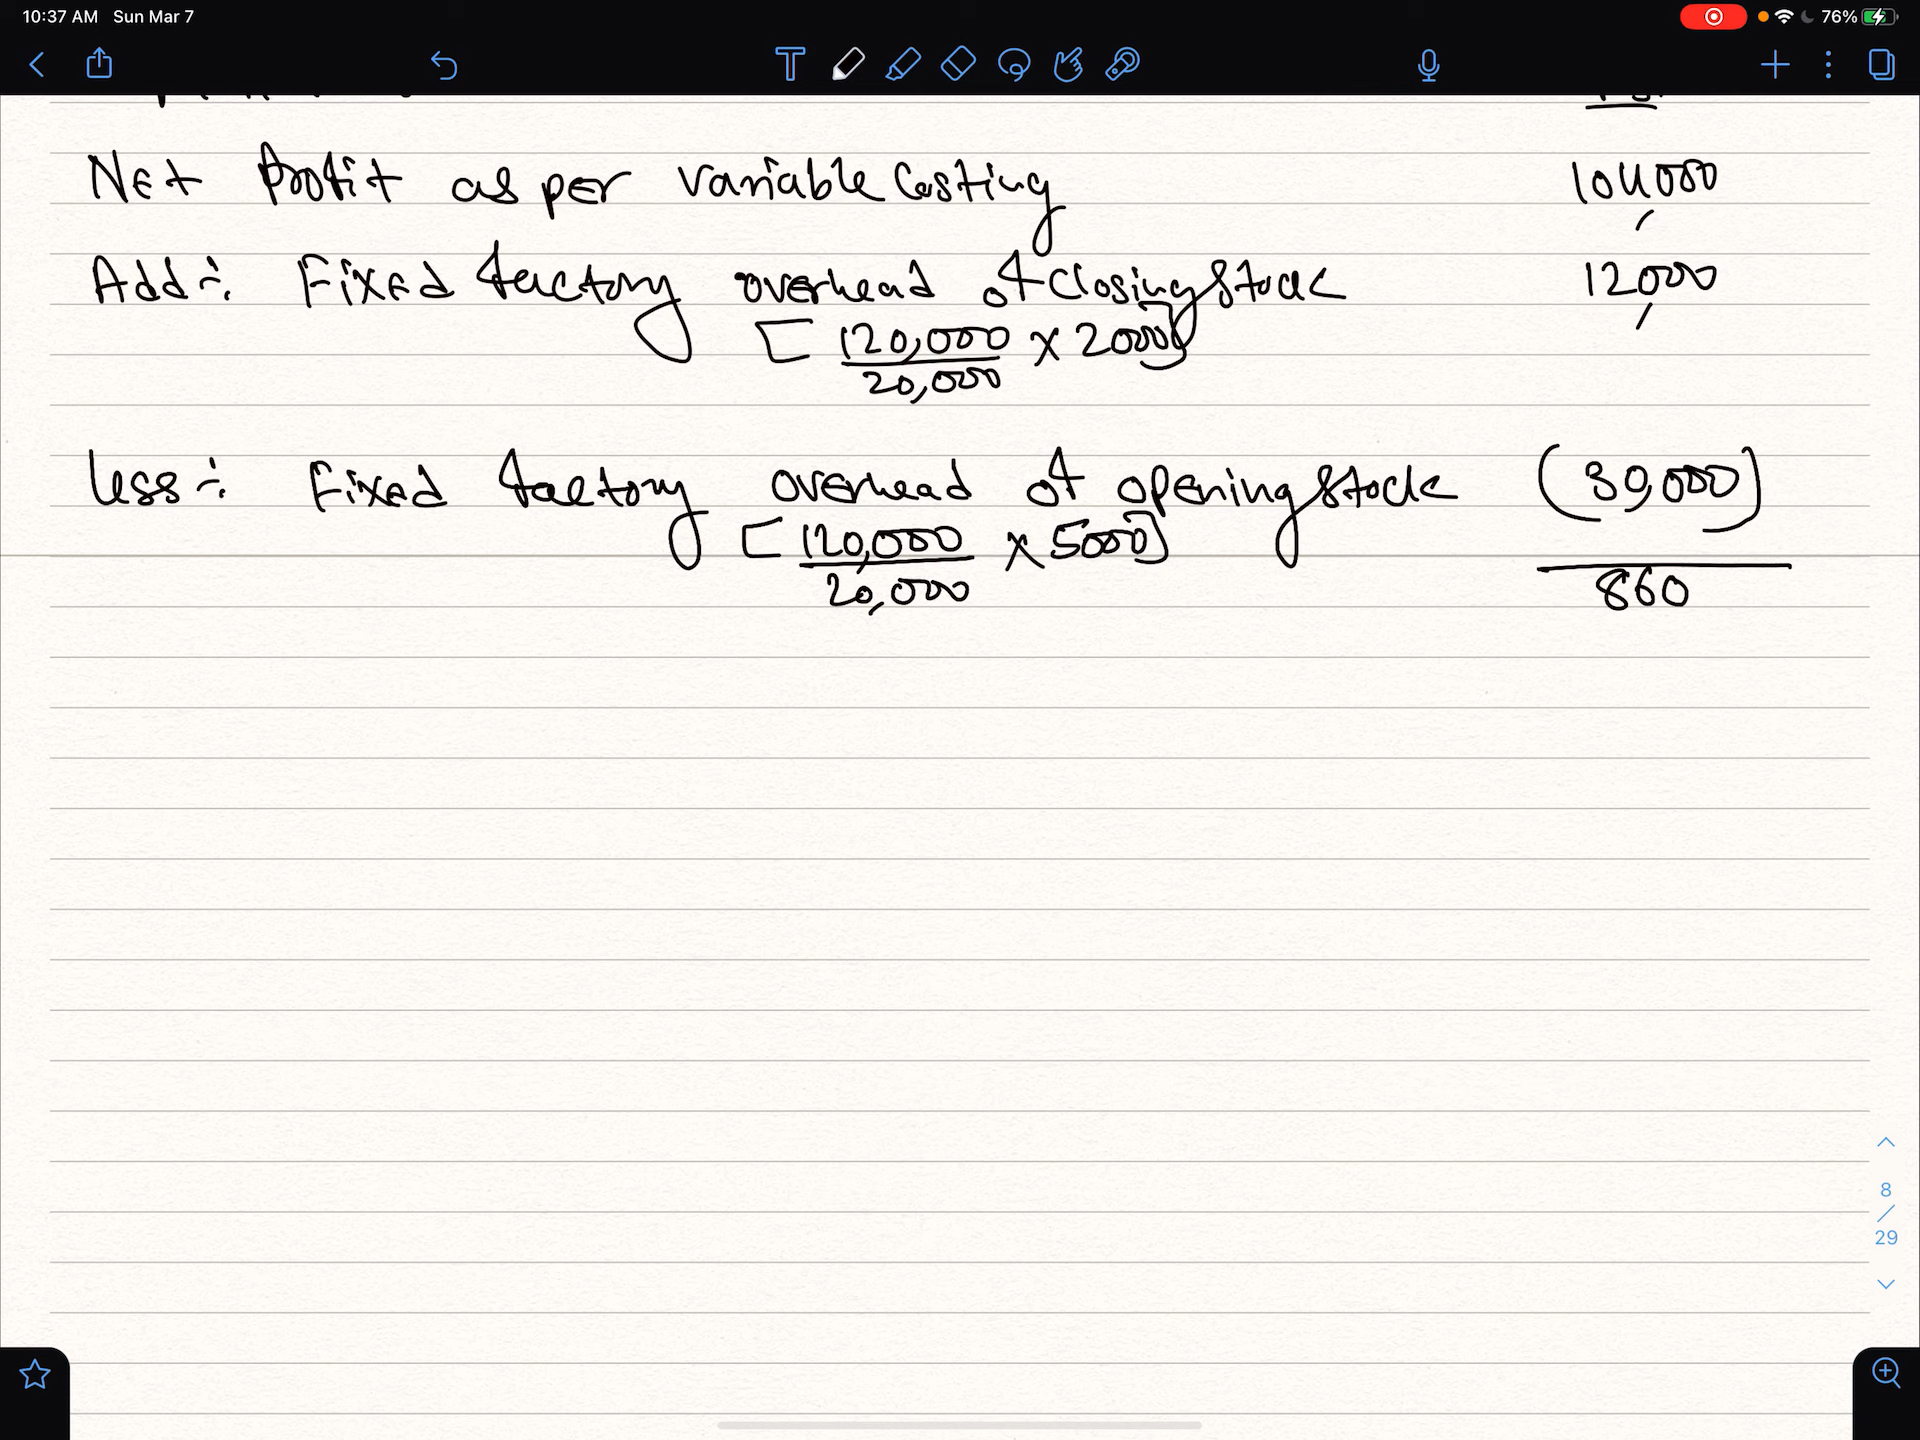 10:37 AM Sun Mar 7
76%
Net Profit as per variable Costing 104,000
Add:- Fixed factory overhead of closing stock 12,000
[120,000 × 2000]
20,000
Less:- Fixed factory overhead of opening stock (30,000)
[120,000 × 5000]
20,000
860
8
/
29